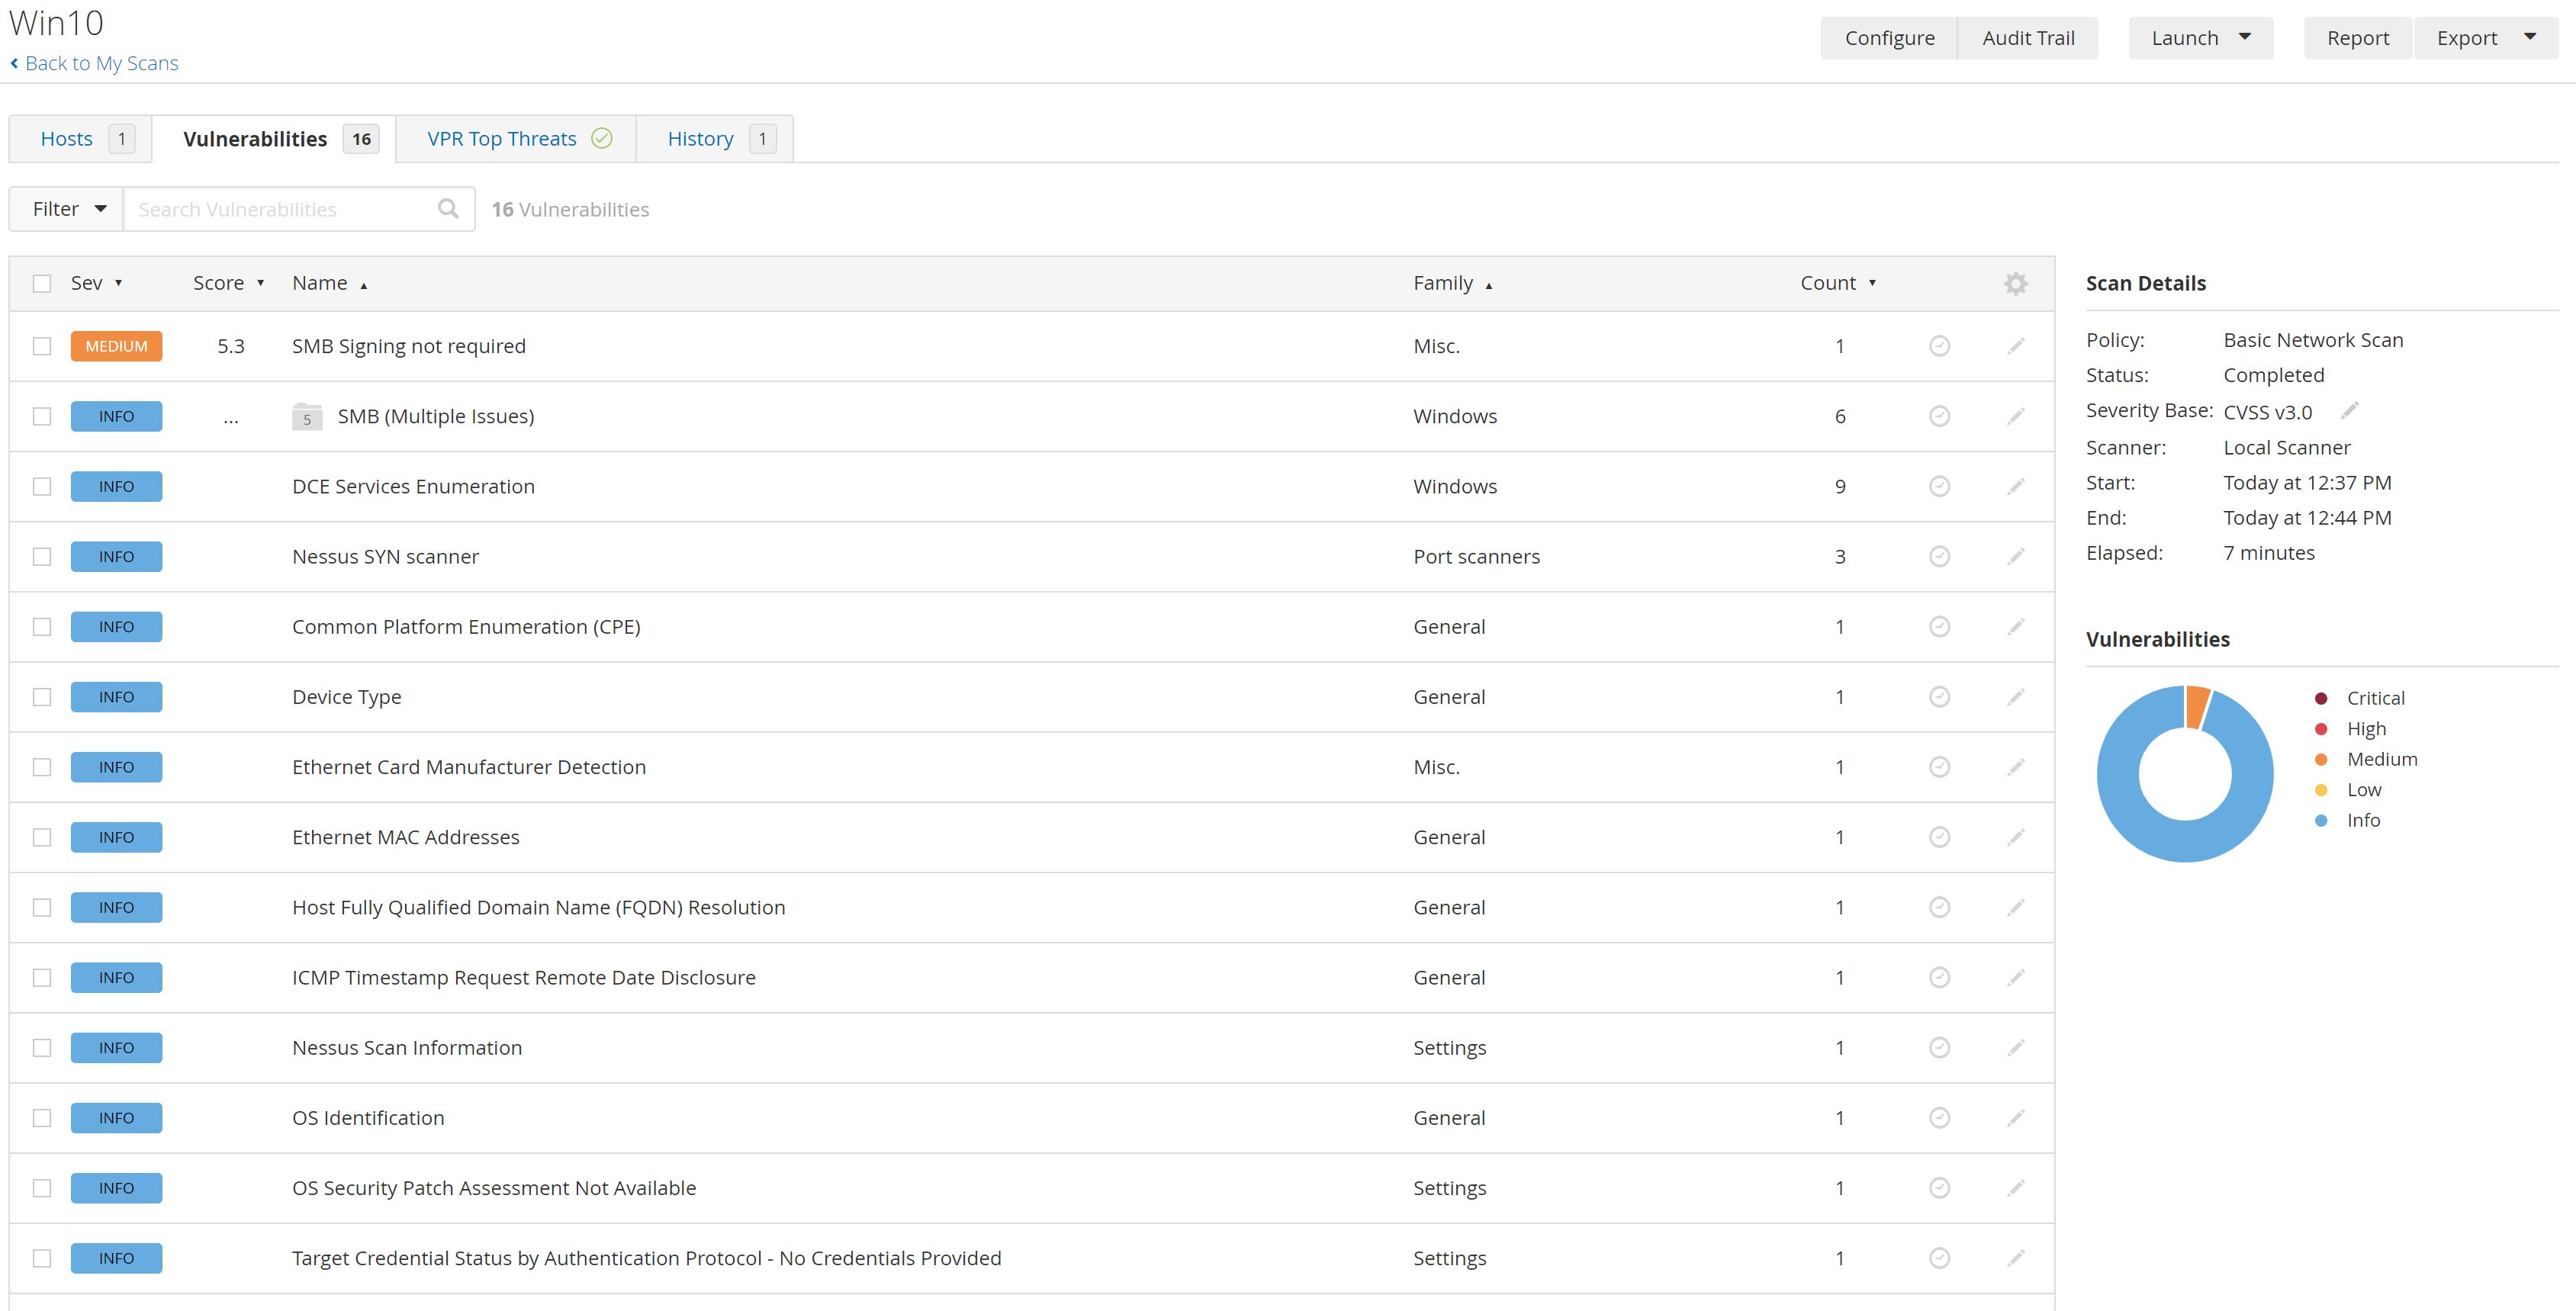 Win10
Back to My Scans
Configure Audit Trail Launch Report Export
Hosts 1 Vulnerabilities 16 VPR Top Threats History 1
Filter Search Vulnerabilities 16 Vulnerabilities
Sev Score Name Family Count
MEDIUM 5.3 SMB Signing not required Misc. 1
INFO ... 5 SMB (Multiple Issues) Windows 6
INFO DCE Services Enumeration Windows 9
INFO Nessus SYN scanner Port scanners 3
INFO Common Platform Enumeration (CPE) General 1
INFO Device Type General 1
INFO Ethernet Card Manufacturer Detection Misc. 1
INFO Ethernet MAC Addresses General 1
INFO Host Fully Qualified Domain Name (FQDN) Resolution General 1
INFO ICMP Timestamp Request Remote Date Disclosure General 1
INFO Nessus Scan Information Settings 1
INFO OS Identification General 1
INFO OS Security Patch Assessment Not Available Settings 1
INFO Target Credential Status by Authentication Protocol - No Credentials Provided Settings 1
Scan Details
Policy: Basic Network Scan
Status: Completed
Severity Base: CVSS v3.0
Scanner: Local Scanner
Start: Today at 12:37 PM
End: Today at 12:44 PM
Elapsed: 7 minutes
Vulnerabilities
Critical
High
Medium
Low
Info